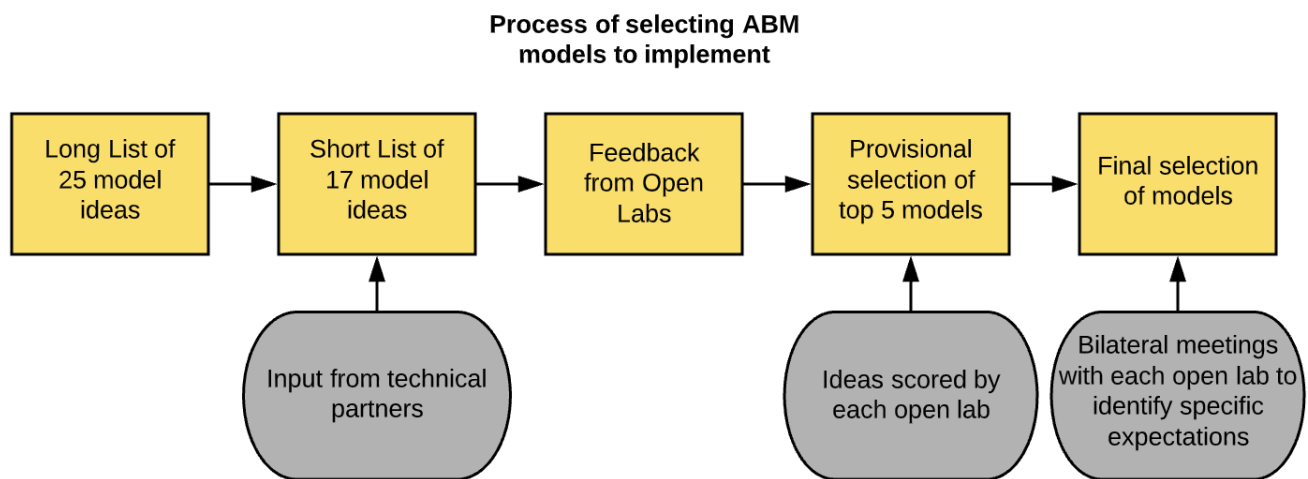 Process of selecting ABM
models to implement
Long List of
25 model
ideas
Short List of
17 model
ideas
Feedback
from Open
Labs
Provisional
selection of
top 5 models
Final selection
of models
Input from technical
partners
Ideas scored by
each open lab
Bilateral meetings
with each open lab to
identify specific
expectations